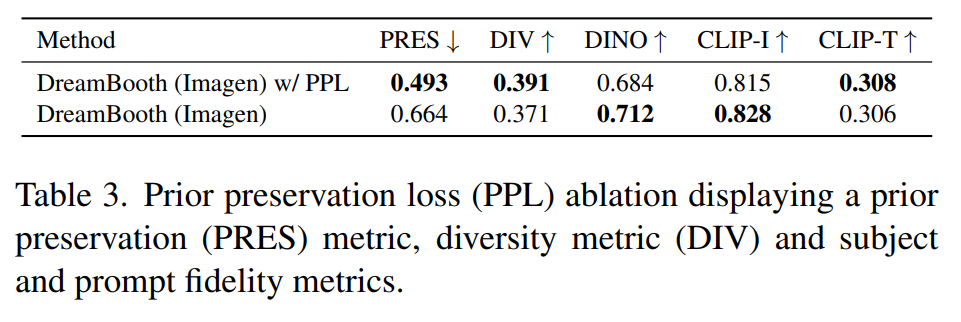 Method PRES ↓ DIV ↑ DINO ↑ CLIP-I ↑ CLIP-T ↑
DreamBooth (Imagen) w/ PPL 0.493 0.391 0.684 0.815 0.308
DreamBooth (Imagen) 0.664 0.371 0.712 0.828 0.306
Table 3. Prior preservation loss (PPL) ablation displaying a prior
preservation (PRES) metric, diversity metric (DIV) and subject
and prompt fidelity metrics.